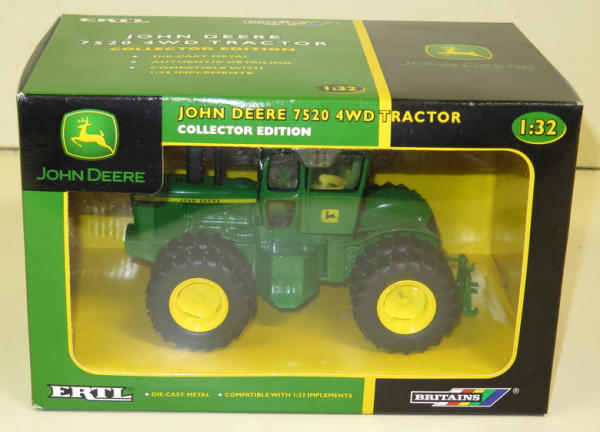 ERTL
JOHN DEERE
7520 4WD TRACTOR
COLLECTOR EDITION
• DIE-CAST METAL
• AUTHENTIC DETAILING
• COMPATIBLE WITH
1:32 IMPLEMENTS
1:32
JOHN DEERE
JOHN DEERE
JOHN DEERE 7520 4WD TRACTOR
COLLECTOR EDITION
1:32
JOHN DEERE
ERTL
• DIE-CAST METAL • COMPATIBLE WITH 1:32 IMPLEMENTS
BRITAINS®